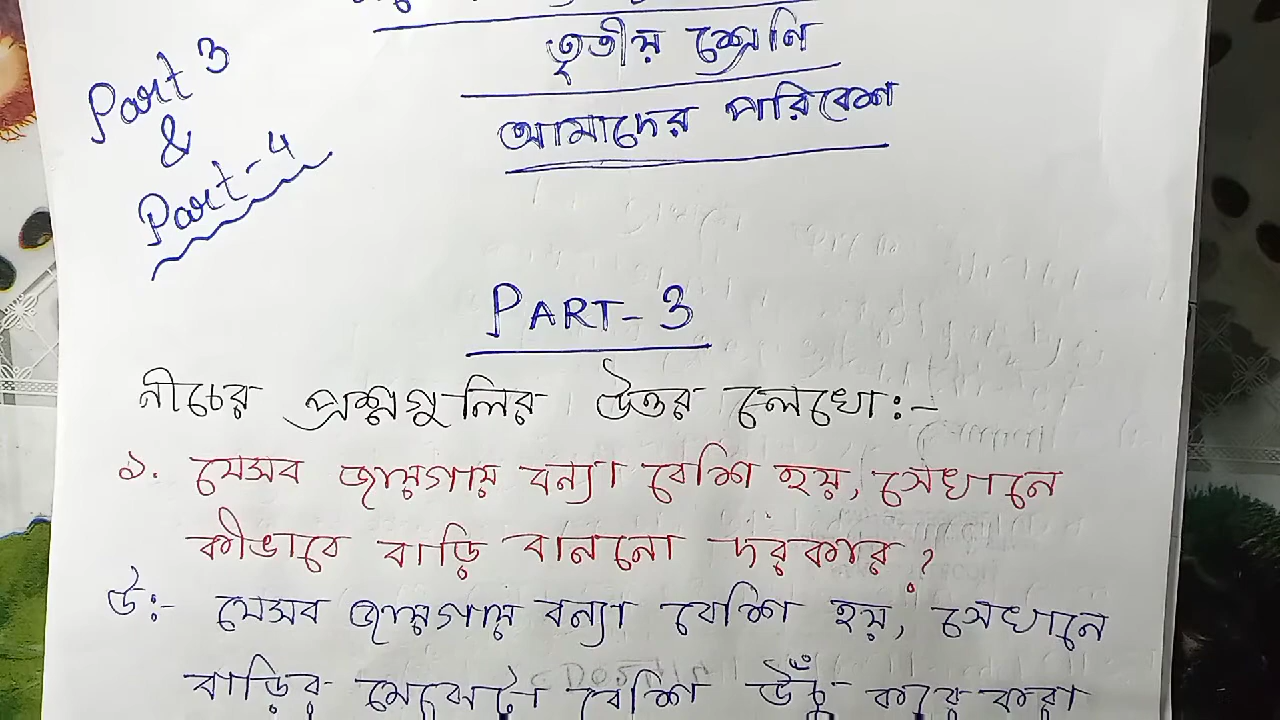 তৃতীয় শ্রেণি
আমাদের পরিবেশ
Part 3
&
Part-4
PART-3
নীচের প্রশ্নগুলির উত্তর লেখো:-
১. যেসব জায়গায় বন্যা বেশি হয়, সেখানে
কীভাবে বাড়ি বাননো দরকার?
উ:- যেসব জায়গায় বন্যা বেশি হয়, সেখানে
বাড়ির মেঝেটা বেশি উঁচু করে করা